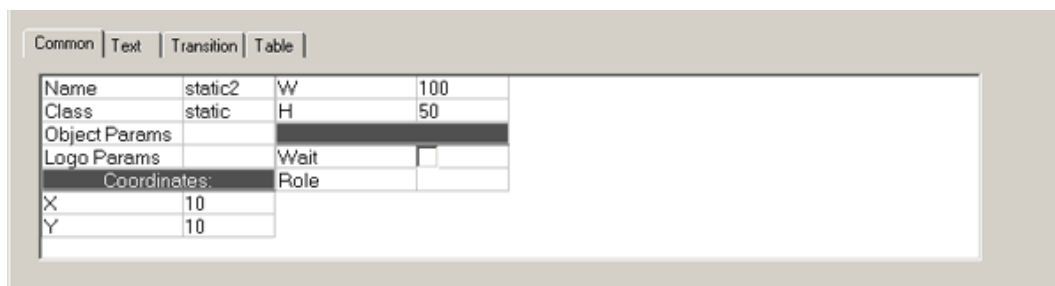 Common Text Transition Table
Name static2 W 100
Class static H 50
Object Params
Logo Params Wait
Coordinates: Role
X 10
Y 10